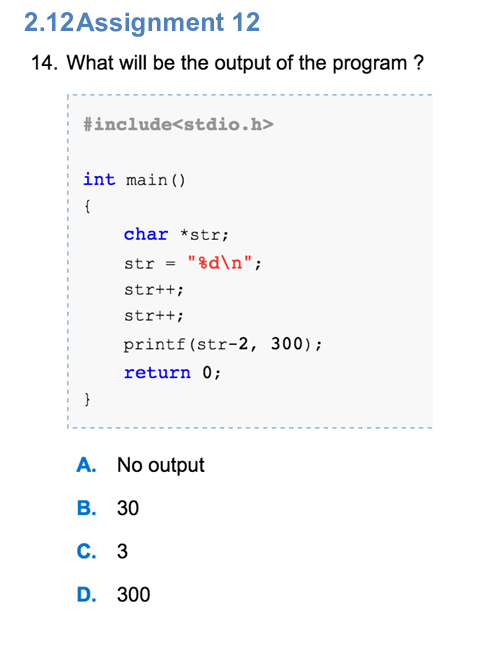 2.12Assignment 12
14. What will be the output of the program ?
#include<stdio.h>
int main()
{
char *str;
str = "%d\n";
str++;
str++;
printf(str-2, 300);
return 0;
}
A. No output
B. 30
C. 3
D. 300